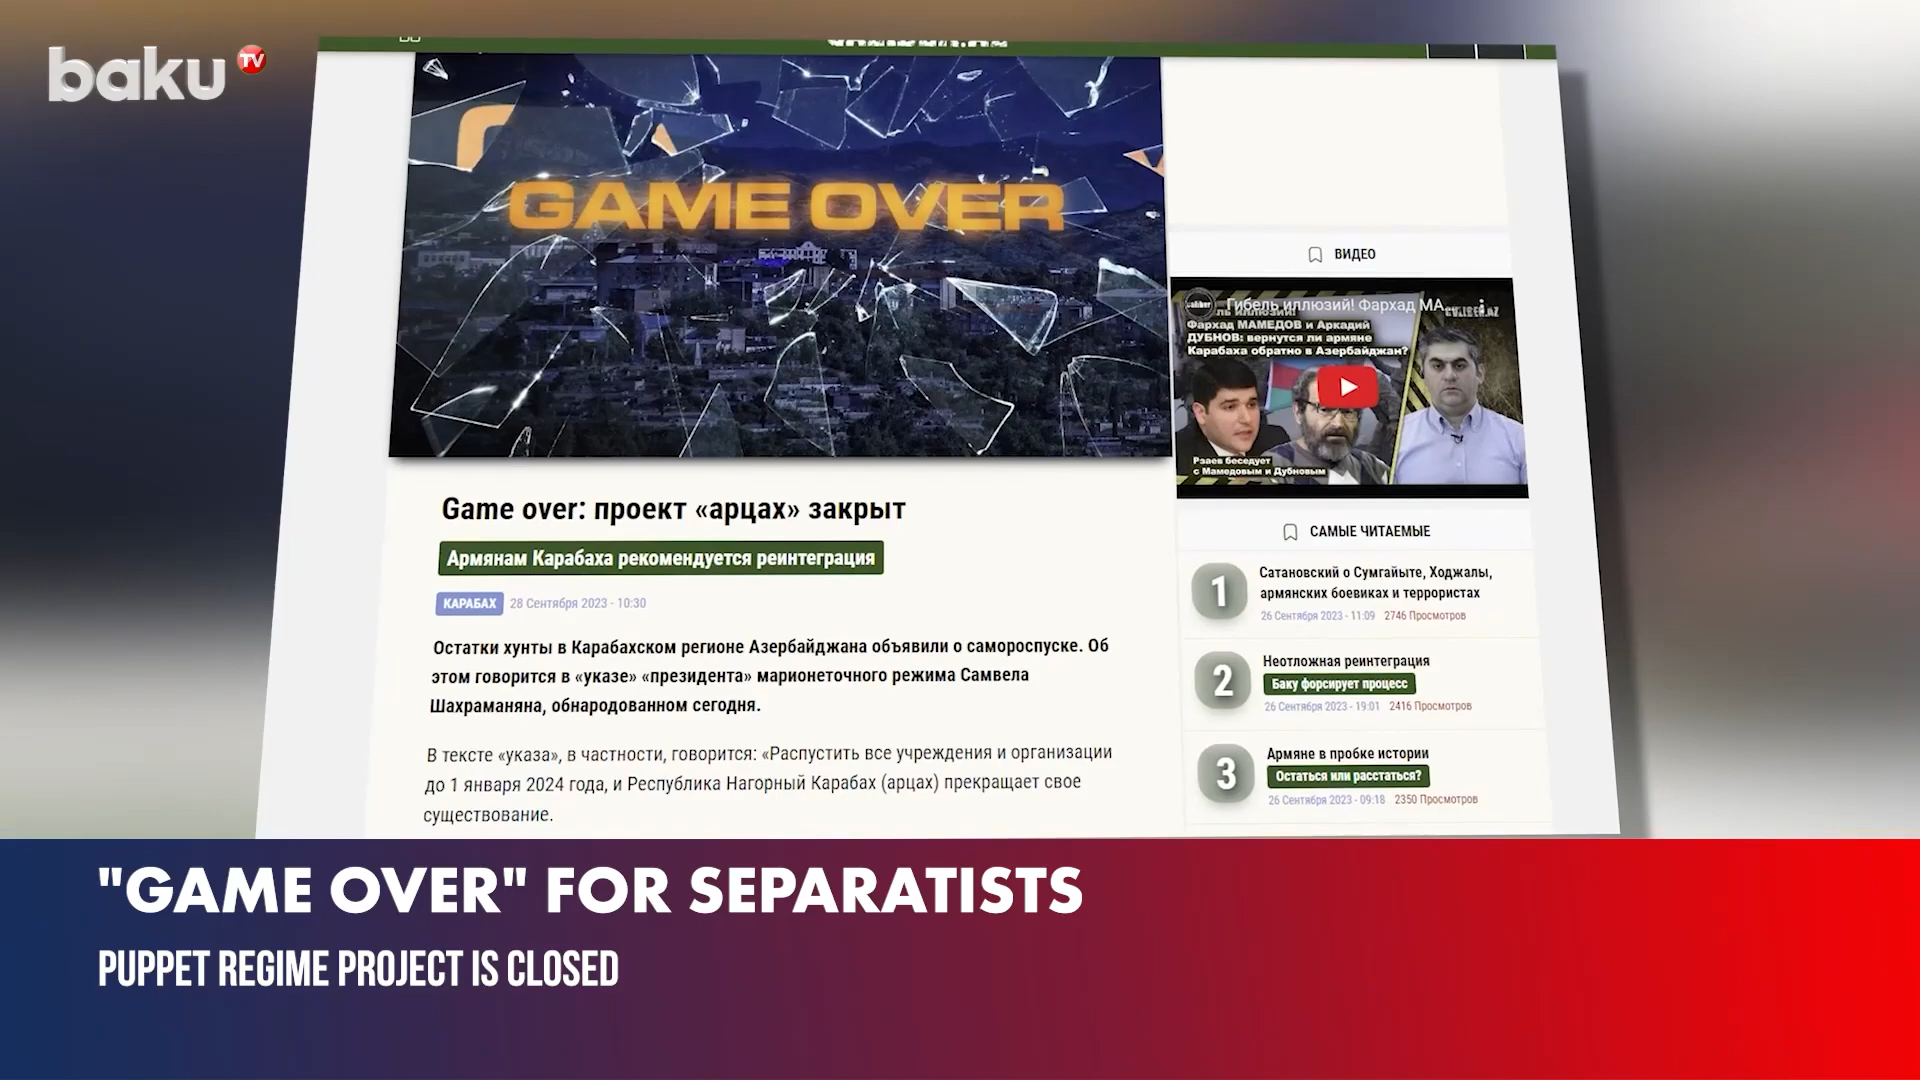 baku TV
GAME OVER
Game over: проект «арцах» закрыт
Армянам Карабаха рекомендуется реинтеграция
КАРАБАХ 28 Сентября 2023 - 10:30
Остатки хунты в Карабахском регионе Азербайджана объявили о самороспуске. Об
этом говорится в «указе» «президента» марионеточного режима Самвела
Шахраманяна, обнародованном сегодня.
В тексте «указа», в частности, говорится: «Распустить все учреждения и организации
до 1 января 2024 года, и Республика Нагорный Карабах (арцах) прекращает свое
существование.
ВИДЕО
Гибель иллюзий! Фархад МА...
CALIBER.AZ
Фархад МАМЕДОВ и Аркадий
ДУБНОВ: вернутся ли армяне
Карабаха обратно в Азербайджан?
Рзаев беседует
с Мамедовым и Дубновым
САМЫЕ ЧИТАЕМЫЕ
1
Сатановский о Сумгайыте, Ходжалы,
армянских боевиках и террористах
26 Сентября 2023 - 11:09 2746 Просмотров
2
Неотложная реинтеграция
Баку форсирует процесс
26 Сентября 2023 - 19:01 2416 Просмотров
3
Армяне в пробке истории
Остаться или расстаться?
26 Сентября 2023 - 09:18 2350 Просмотров
"GAME OVER" FOR SEPARATISTS
PUPPET REGIME PROJECT IS CLOSED